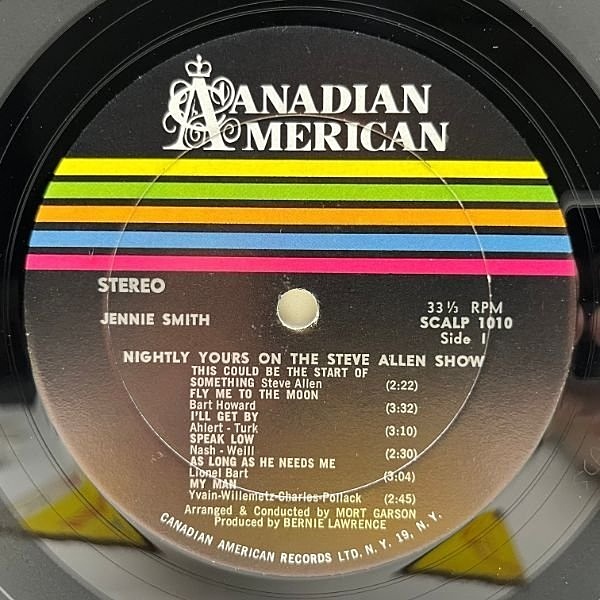 CANADIAN
AMERICAN
STEREO
JENNIE SMITH
33⅓ RPM
SCALP 1010
Side I
NIGHTLY YOURS ON THE STEVE ALLEN SHOW
THIS COULD BE THE START OF
SOMETHING Steve Allen (2:22)
FLY ME TO THE MOON
Bart Howard (3:32)
I'LL GET BY
Ahlert - Turk (3:10)
SPEAK LOW
Nash - Weill (2:30)
AS LONG AS HE NEEDS ME
Lionel Bart (3:04)
MY MAN
Yvain-Willemetz-Charles-Pollack (2:45)
Arranged & Conducted by MORT GARSON
Produced by BERNIE LAWRENCE
CANADIAN AMERICAN RECORDS LTD. N. Y. 19, N. Y.